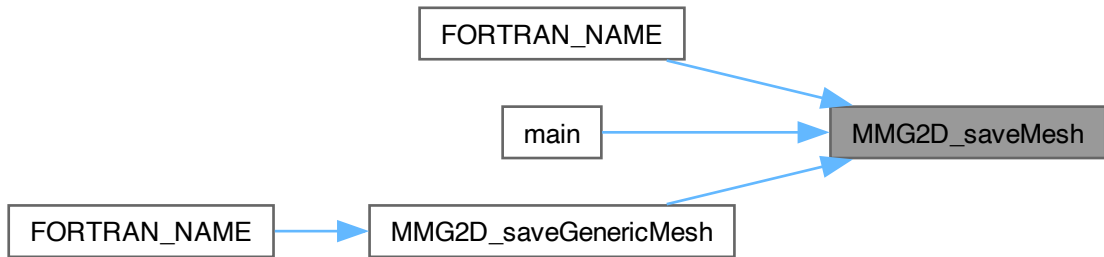 FORTRAN_NAME
main
MMG2D_saveMesh
FORTRAN_NAME
MMG2D_saveGenericMesh